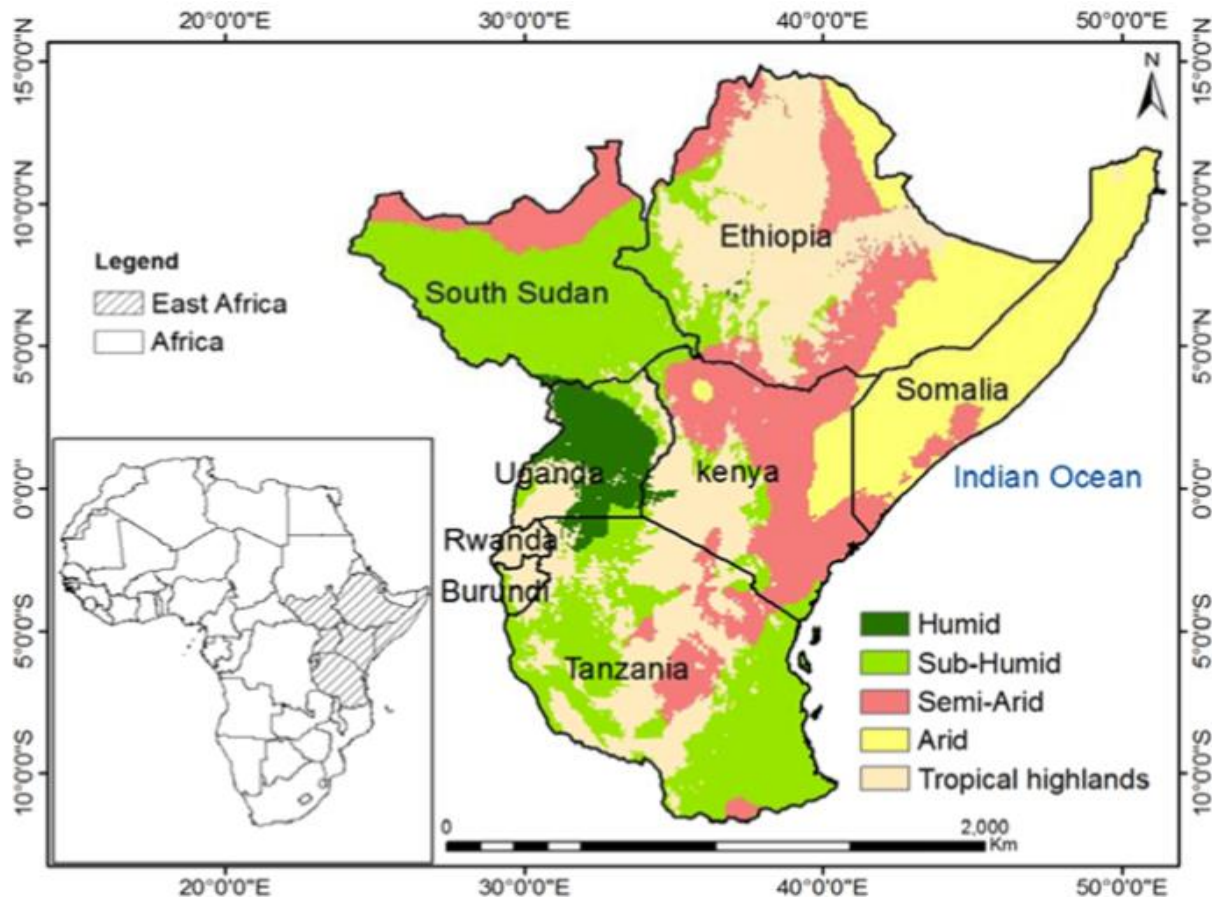 20°0'0"E 30°0'0"E 40°0'0"E 50°0'0"E
15°0'0"N 10°0'0"N 5°0'0"N 0°0'0" 5°0'0"S 10°0'0"S
N
15°0'0"N 10°0'0"N 5°0'0"N 0°0'0" 5°0'0"S 10°0'0"S
Legend
East Africa
Africa
Ethiopia
South Sudan
Somalia
Uganda
kenya
Indian Ocean
Rwanda
Burundi
Tanzania
Humid
Sub-Humid
Semi-Arid
Arid
Tropical highlands
0 2,000
Km
20°0'0"E 30°0'0"E 40°0'0"E 50°0'0"E